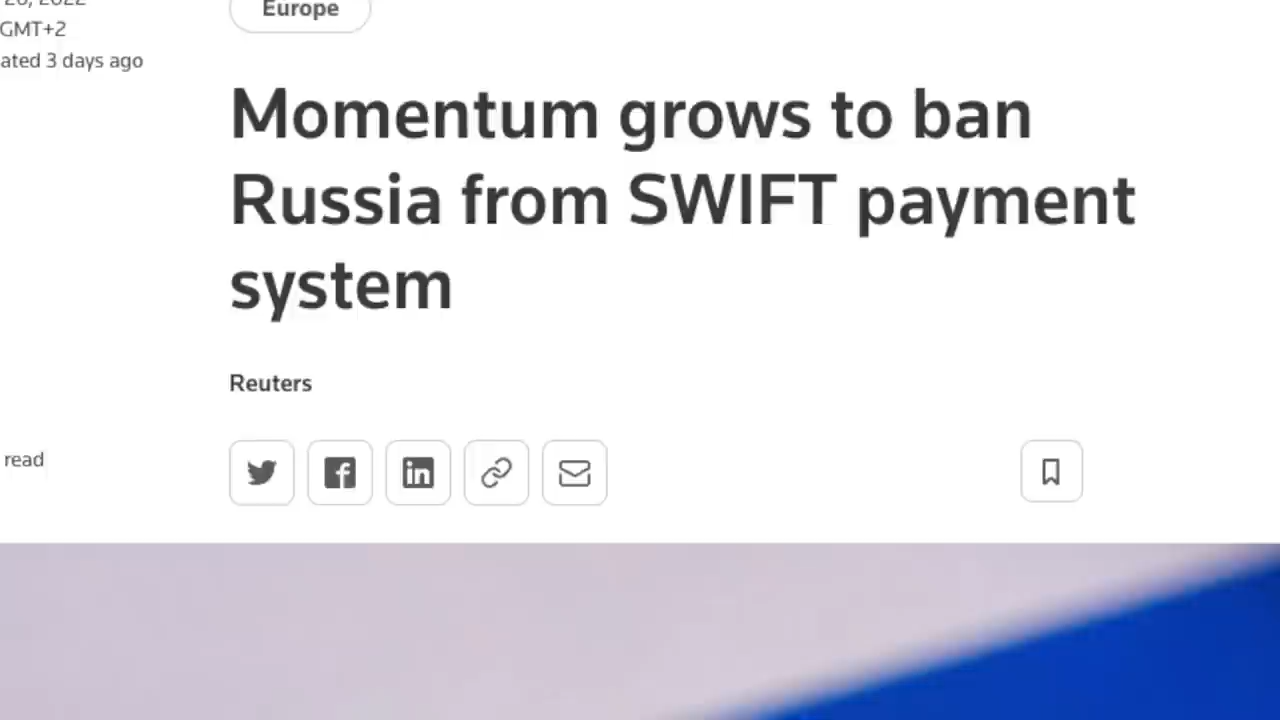 Europe
GMT+2
ated 3 days ago
Momentum grows to ban
Russia from SWIFT payment
system
Reuters
read